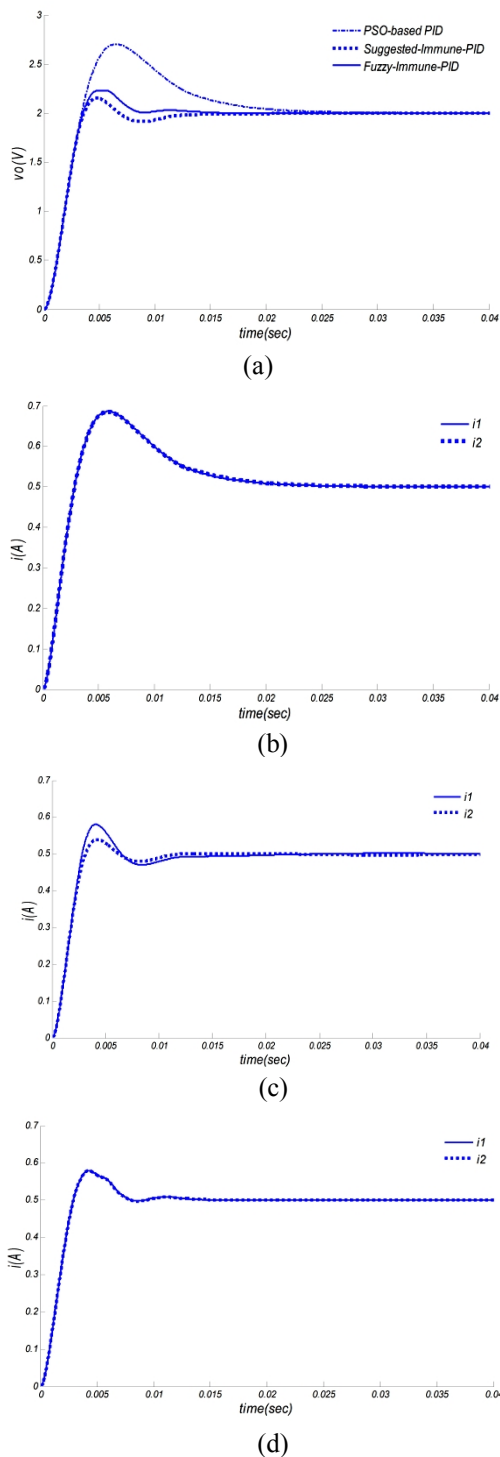 PSO-based PID
Suggested-Immune-PID
Fuzzy-Immune-PID
3
2.5
2
1.5
1
0.5
0
vo(V)
0 0.005 0.01 0.015 0.02 0.025 0.03 0.035 0.04
time(sec)
(a)
i1
i2
0.7
0.6
0.5
0.4
0.3
0.2
0.1
0
i(A)
0 0.005 0.01 0.015 0.02 0.025 0.03 0.035 0.04
time(sec)
(b)
i1
i2
0.7
0.6
0.5
0.4
0.3
0.2
0.1
0
i(A)
0 0.005 0.01 0.015 0.02 0.025 0.03 0.035 0.04
time(sec)
(c)
i1
i2
0.7
0.6
0.5
0.4
0.3
0.2
0.1
0
i(A)
0 0.005 0.01 0.015 0.02 0.025 0.03 0.035 0.04
time(sec)
(d)